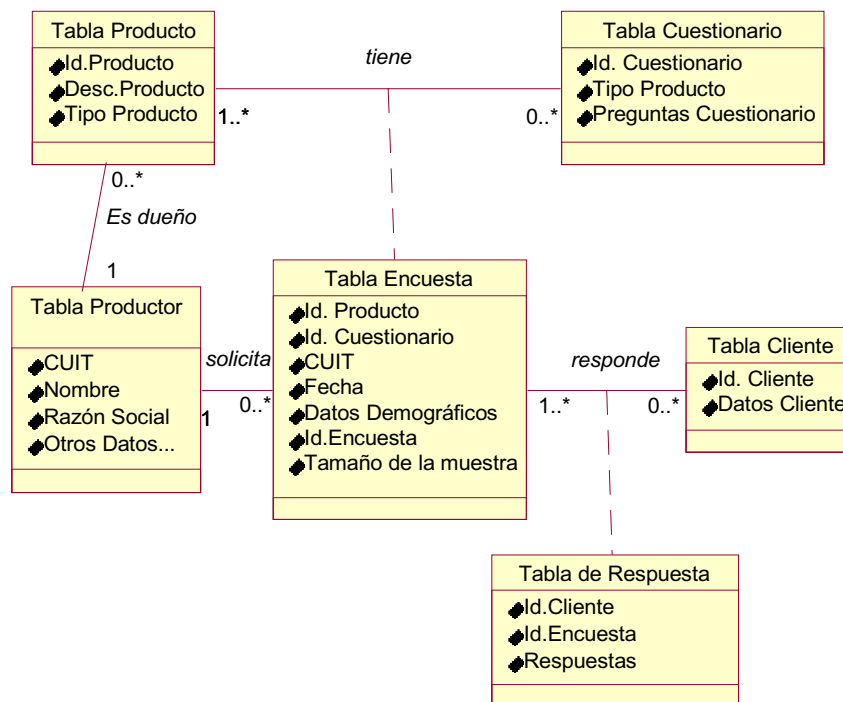 Tabla Producto
Id.Producto
Desc.Producto
Tipo Producto
tiene
1..*
0..*
Tabla Cuestionario
Id. Cuestionario
Tipo Producto
Preguntas Cuestionario
0..*
Es dueño
1
Tabla Productor
CUIT
Nombre
Razón Social
Otros Datos...
solicita
1
0..*
Tabla Encuesta
Id. Producto
Id. Cuestionario
CUIT
Fecha
Datos Demográficos
Id.Encuesta
Tamaño de la muestra
responde
1..*
0..*
Tabla Cliente
Id. Cliente
Datos Cliente
Tabla de Respuesta
Id.Cliente
Id.Encuesta
Respuestas